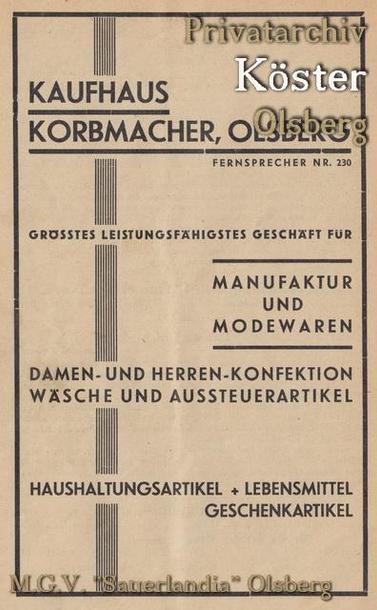 Privatarchiv
Köster
Olsberg
KAUFHAUS
KORBMACHER, OLSBERG
FERNSPRECHER NR. 230
GRÖSSTES LEISTUNGSFÄHIGSTES GESCHÄFT FÜR
MANUFAKTUR
UND
MODEWAREN
DAMEN- UND HERREN-KONFEKTION
WÄSCHE UND AUSSTEUERARTIKEL
HAUSHALTUNGSARTIKEL + LEBENSMITTEL
GESCHENKARTIKEL
M.G.V. "Sauerlandia" Olsberg